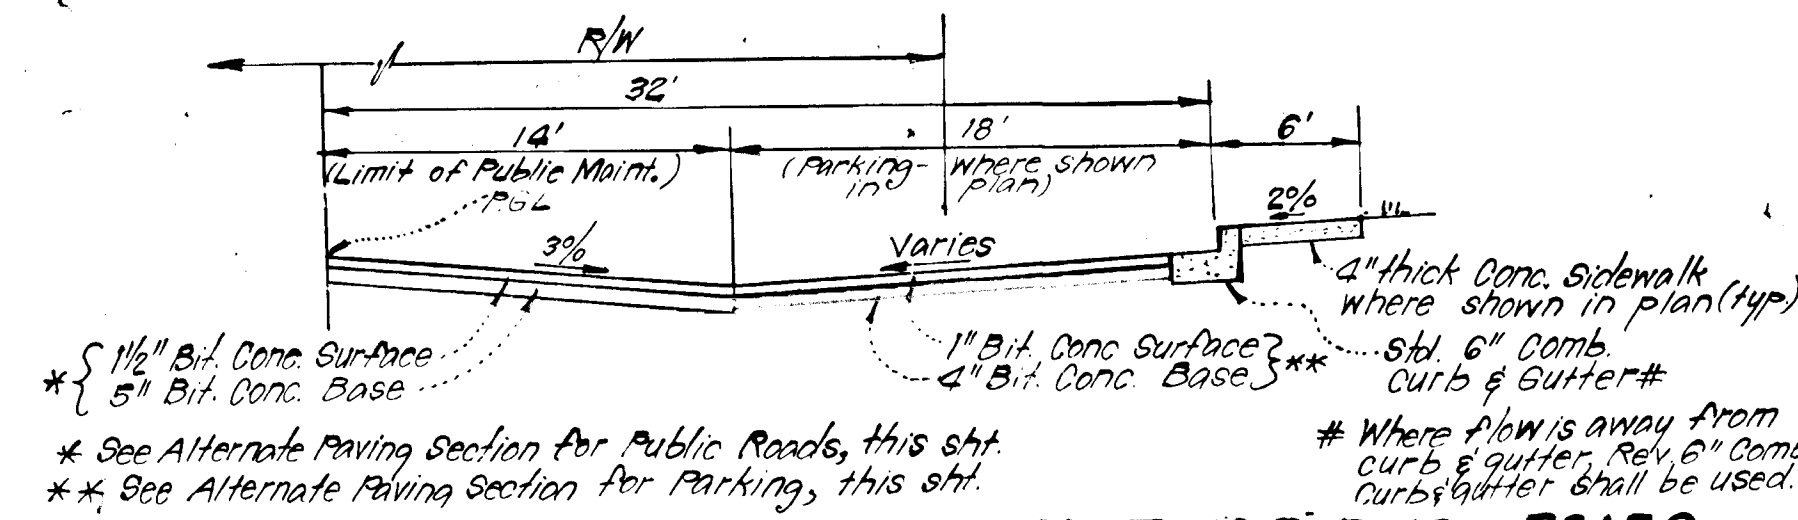 R/W
32'
14'
18'
6'
(Limit of Public Maint.)
(Parking- where shown
in plan)
P.G.L
2%
3%
Varies
4" thick Conc. Sidewalk
where shown in plan (typ.)
* { 1 1/2" Bit. Conc. Surface
5" Bit. Conc. Base
1" Bit. Conc Surface } **
4" Bit. Conc. Base
Std. 6" Comb.
Curb & Gutter #
* See Alternate Paving Section for Public Roads, this sht.
** See Alternate Paving Section for Parking, this sht.
# Where flow is away from
curb & gutter, Rev. 6" Comb
Curb & gutter shall be used.